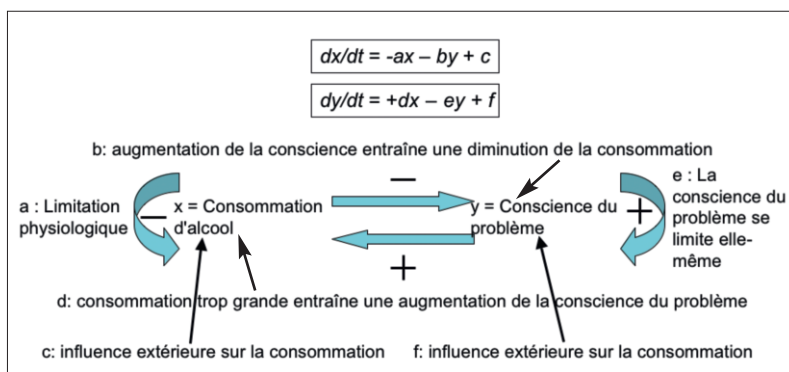 dx/dt = -ax – by + c
dy/dt = +dx – ey + f
b: augmentation de la conscience entraîne une diminution de la consommation
a : Limitation
physiologique
–
x = Consommation
d'alcool
–
+
y = Conscience du
problème
+
e : La
conscience du
problème se
limite elle-
même
d: consommation trop grande entraîne une augmentation de la conscience du problème
c: influence extérieure sur la consommation
f: influence extérieure sur la consommation